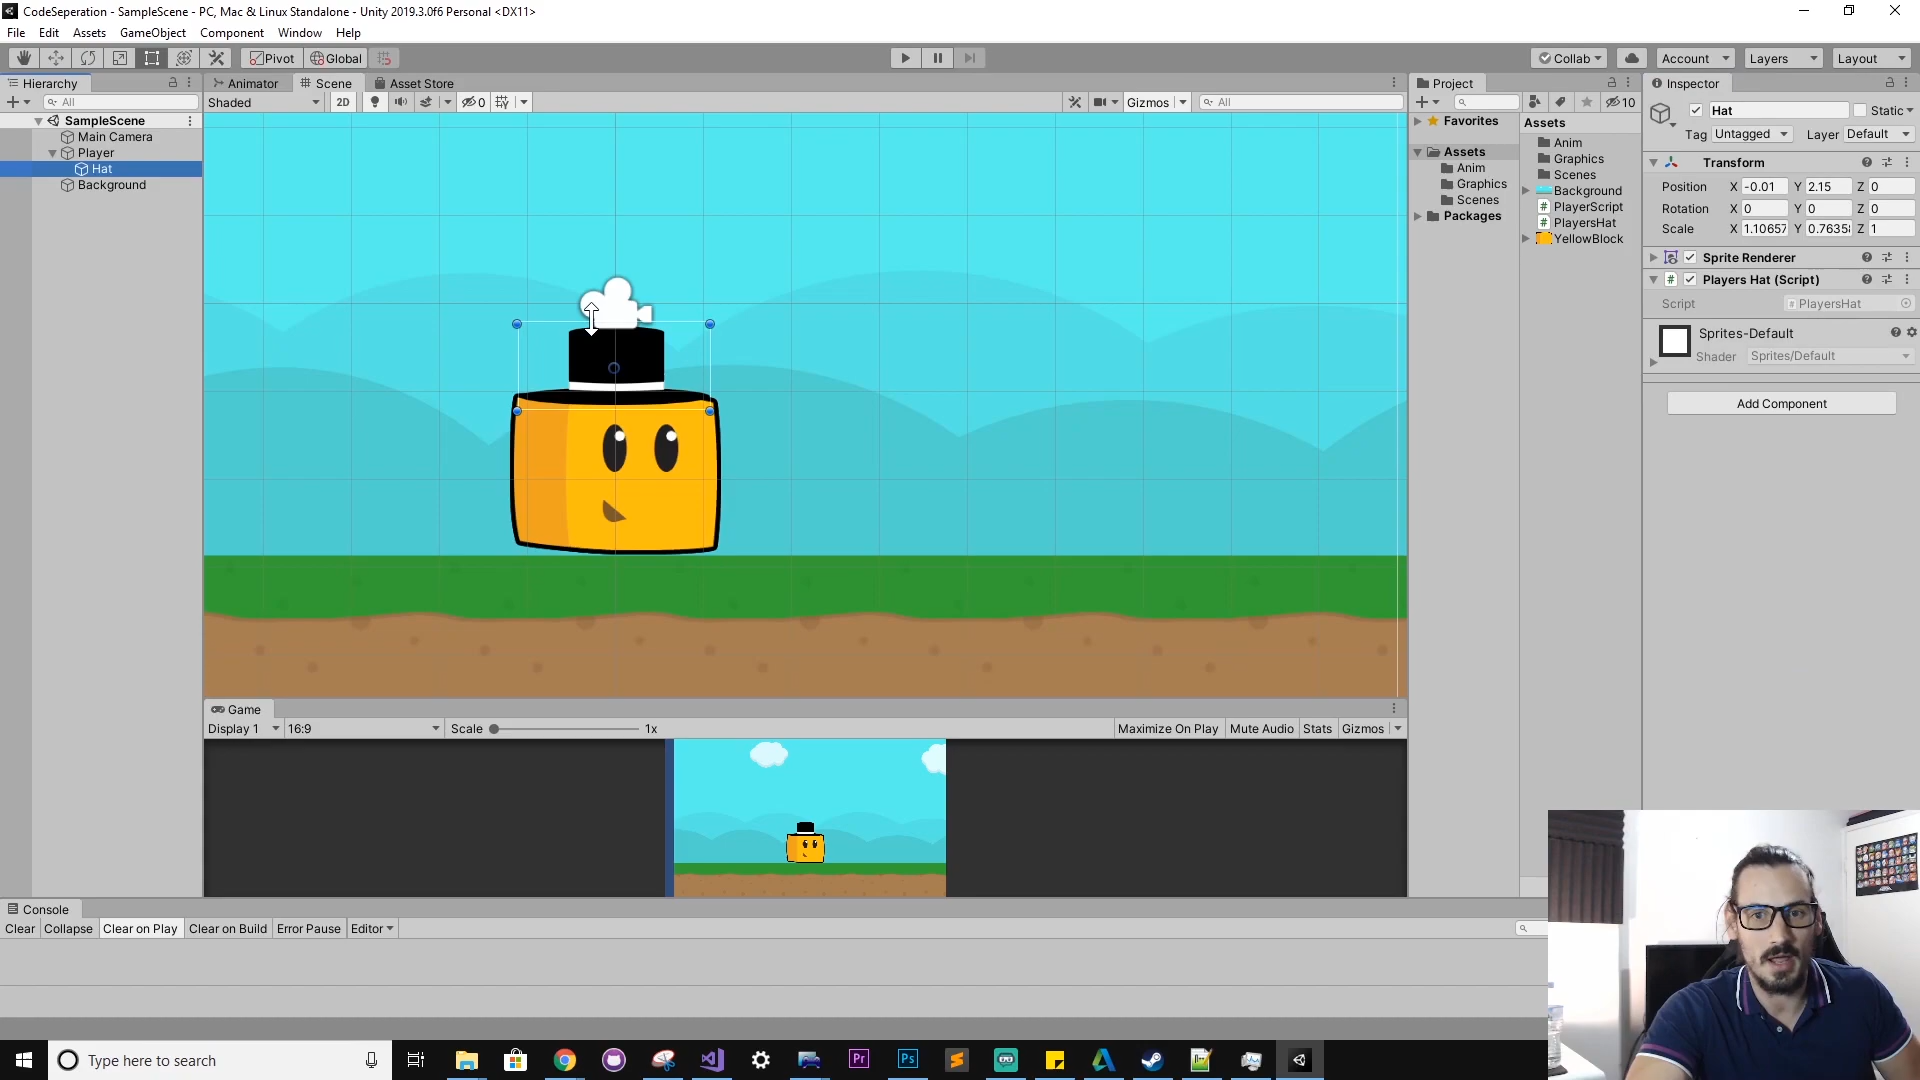 CodeSeperation - SampleScene - PC, Mac & Linux Standalone - Unity 2019.3.0f6 Personal <DX11>
File Edit Assets GameObject Component Window Help
Pivot Global Collab Account Layers Layout
Hierarchy
All
SampleScene
Main Camera
Player
Hat
Background
Animator Scene Asset Store
Shaded 2D 0 Gizmos All
Project
10
Favorites
Assets
Anim
Graphics
Scenes
Packages
Assets
Anim
Graphics
Scenes
Background
PlayerScript
PlayersHat
YellowBlock
Inspector
Hat Static
Tag Untagged Layer Default
Transform
Position X -0.01 Y 2.15 Z 0
Rotation X 0 Y 0 Z 0
Scale X 1.10657 Y 0.7635 Z 1
Sprite Renderer
Players Hat (Script)
Script PlayersHat
Sprites-Default
Shader Sprites/Default
Add Component
Game
Display 1 16:9 Scale 1x Maximize On Play Mute Audio Stats Gizmos
Console
Clear Collapse Clear on Play Clear on Build Error Pause Editor
Type here to search
Pr
Ps